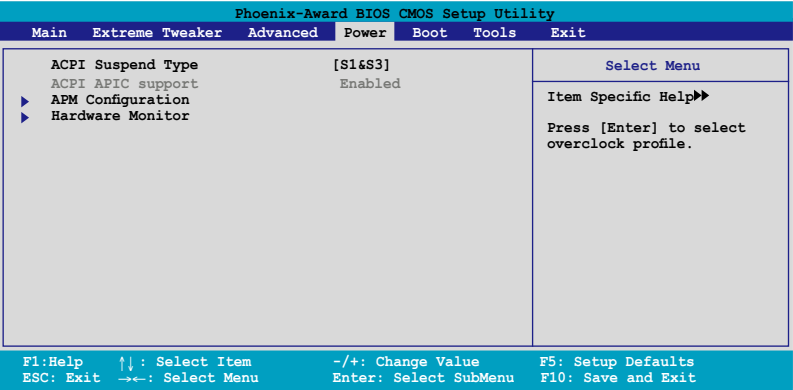 Phoenix-Award BIOS CMOS Setup Utility
Main Extreme Tweaker Advanced Power Boot Tools Exit
ACPI Suspend Type [S1&S3]
ACPI APIC support Enabled
APM Configuration
Hardware Monitor
Select Menu
Item Specific Help▶▶
Press [Enter] to select
overclock profile.
F1:Help ↑↓: Select Item -/+: Change Value F5: Setup Defaults
ESC: Exit →←: Select Menu Enter: Select SubMenu F10: Save and Exit